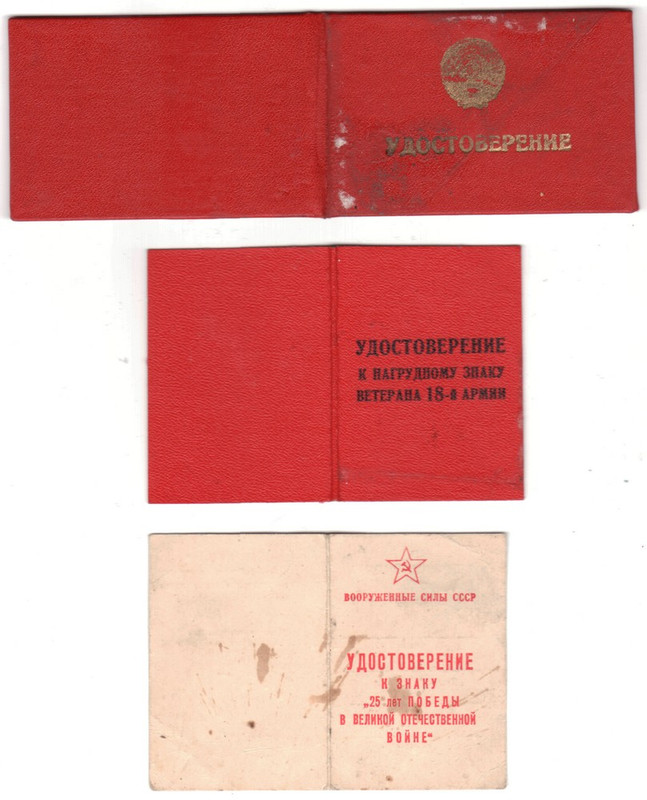 УДОСТОВЕРЕНИЕ
УДОСТОВЕРЕНИЕ
К НАГРУДНОМУ ЗНАКУ
ВЕТЕРАНА 18-й АРМИИ
ВООРУЖЕННЫЕ СИЛЫ СССР
УДОСТОВЕРЕНИЕ
К ЗНАКУ
„25 лет ПОБЕДЫ
В ВЕЛИКОЙ ОТЕЧЕСТВЕННОЙ
ВОЙНЕ“